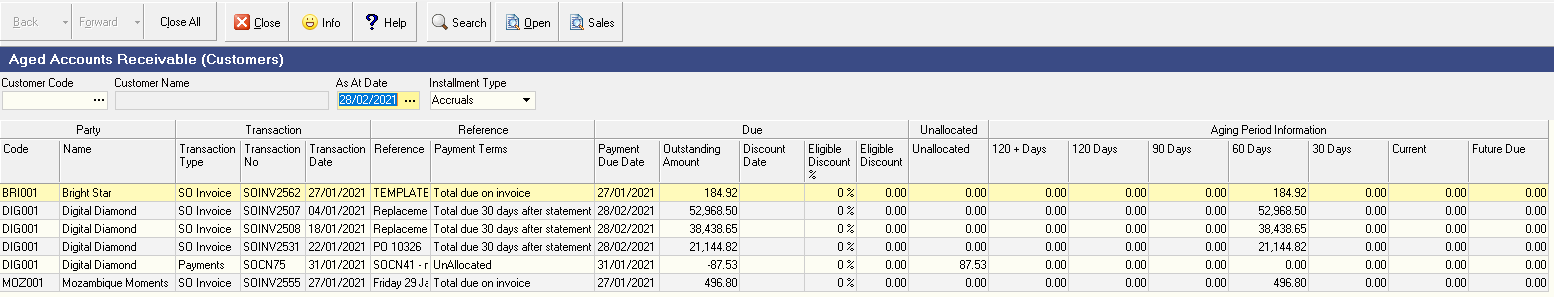 Back Forward Close All Close Info Help Search Open Sales
Aged Accounts Receivable (Customers)
Customer Code Customer Name As At Date Installment Type
... 28/02/2021 ... Accruals
Party Transaction Reference Due Unallocated Aging Period Information
Code Name Transaction Type Transaction No Transaction Date Reference Payment Terms Payment Due Date Outstanding Amount Discount Date Eligible Discount % Eligible Discount Unallocated 120 + Days 120 Days 90 Days 60 Days 30 Days Current Future Due
BRI001 Bright Star SO Invoice SOINV2562 27/01/2021 TEMPLATE Total due on invoice 27/01/2021 184.92 0 % 0.00 0.00 0.00 0.00 0.00 184.92 0.00 0.00 0.00
DIG001 Digital Diamond SO Invoice SOINV2507 04/01/2021 Replaceme Total due 30 days after statement 28/02/2021 52,968.50 0 % 0.00 0.00 0.00 0.00 0.00 52,968.50 0.00 0.00 0.00
DIG001 Digital Diamond SO Invoice SOINV2508 18/01/2021 Replaceme Total due 30 days after statement 28/02/2021 38,438.65 0 % 0.00 0.00 0.00 0.00 0.00 38,438.65 0.00 0.00 0.00
DIG001 Digital Diamond SO Invoice SOINV2531 22/01/2021 PO 10326 Total due 30 days after statement 28/02/2021 21,144.82 0 % 0.00 0.00 0.00 0.00 0.00 21,144.82 0.00 0.00 0.00
DIG001 Digital Diamond Payments SOCN75 31/01/2021 SOCN41 - r UnAllocated 31/01/2021 -87.53 0 % 0.00 87.53 0.00 0.00 0.00 0.00 0.00 0.00 0.00
MOZ001 Mozambique Moments SO Invoice SOINV2555 27/01/2021 Friday 29 Ja Total due on invoice 27/01/2021 496.80 0 % 0.00 0.00 0.00 0.00 0.00 496.80 0.00 0.00 0.00